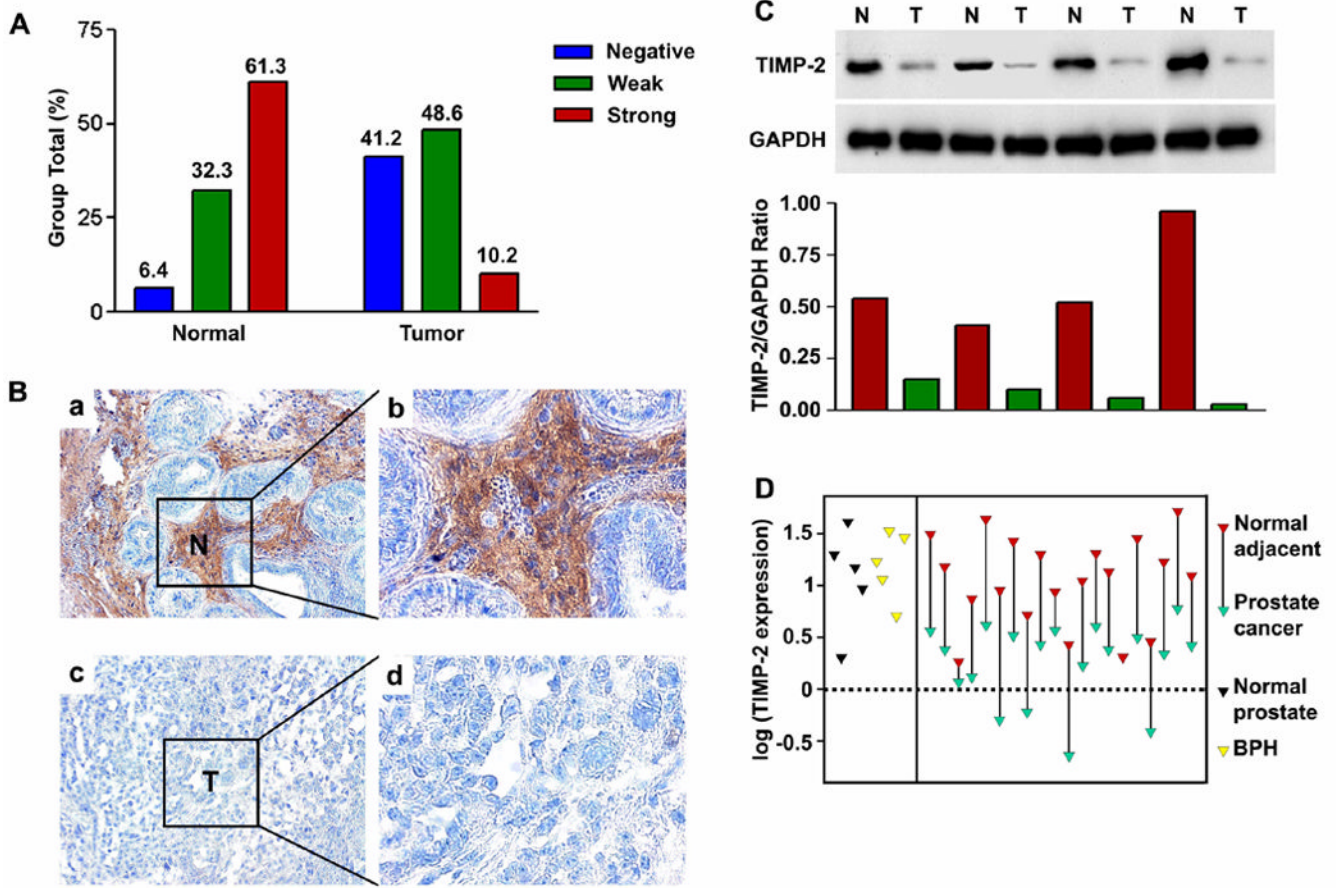 A
75
50
25
0
Group Total (%)
6.4
32.3
61.3
41.2
48.6
10.2
Normal
Tumor
Negative
Weak
Strong
B
a
N
b
c
T
d
C
N T N T N T N T
TIMP-2
GAPDH
TIMP-2/GAPDH Ratio
1.00
0.50
0.25
0.00
D
log (TIMP-2 expression)
1.5
1
0.5
0
-0.5
Normal
adjacent
Prostate
cancer
Normal
prostate
BPH